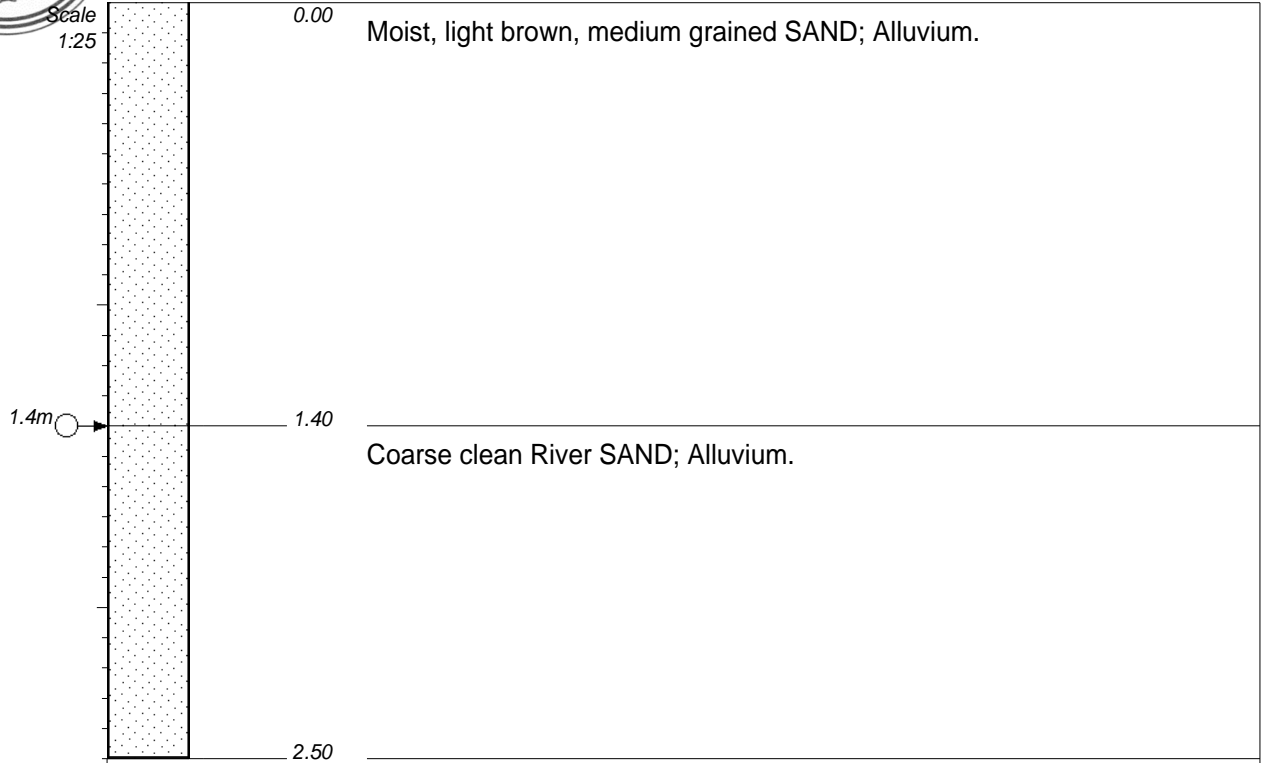 Scale
1:25
0.00
Moist, light brown, medium grained SAND; Alluvium.
1.4m
1.40
Coarse clean River SAND; Alluvium.
2.50